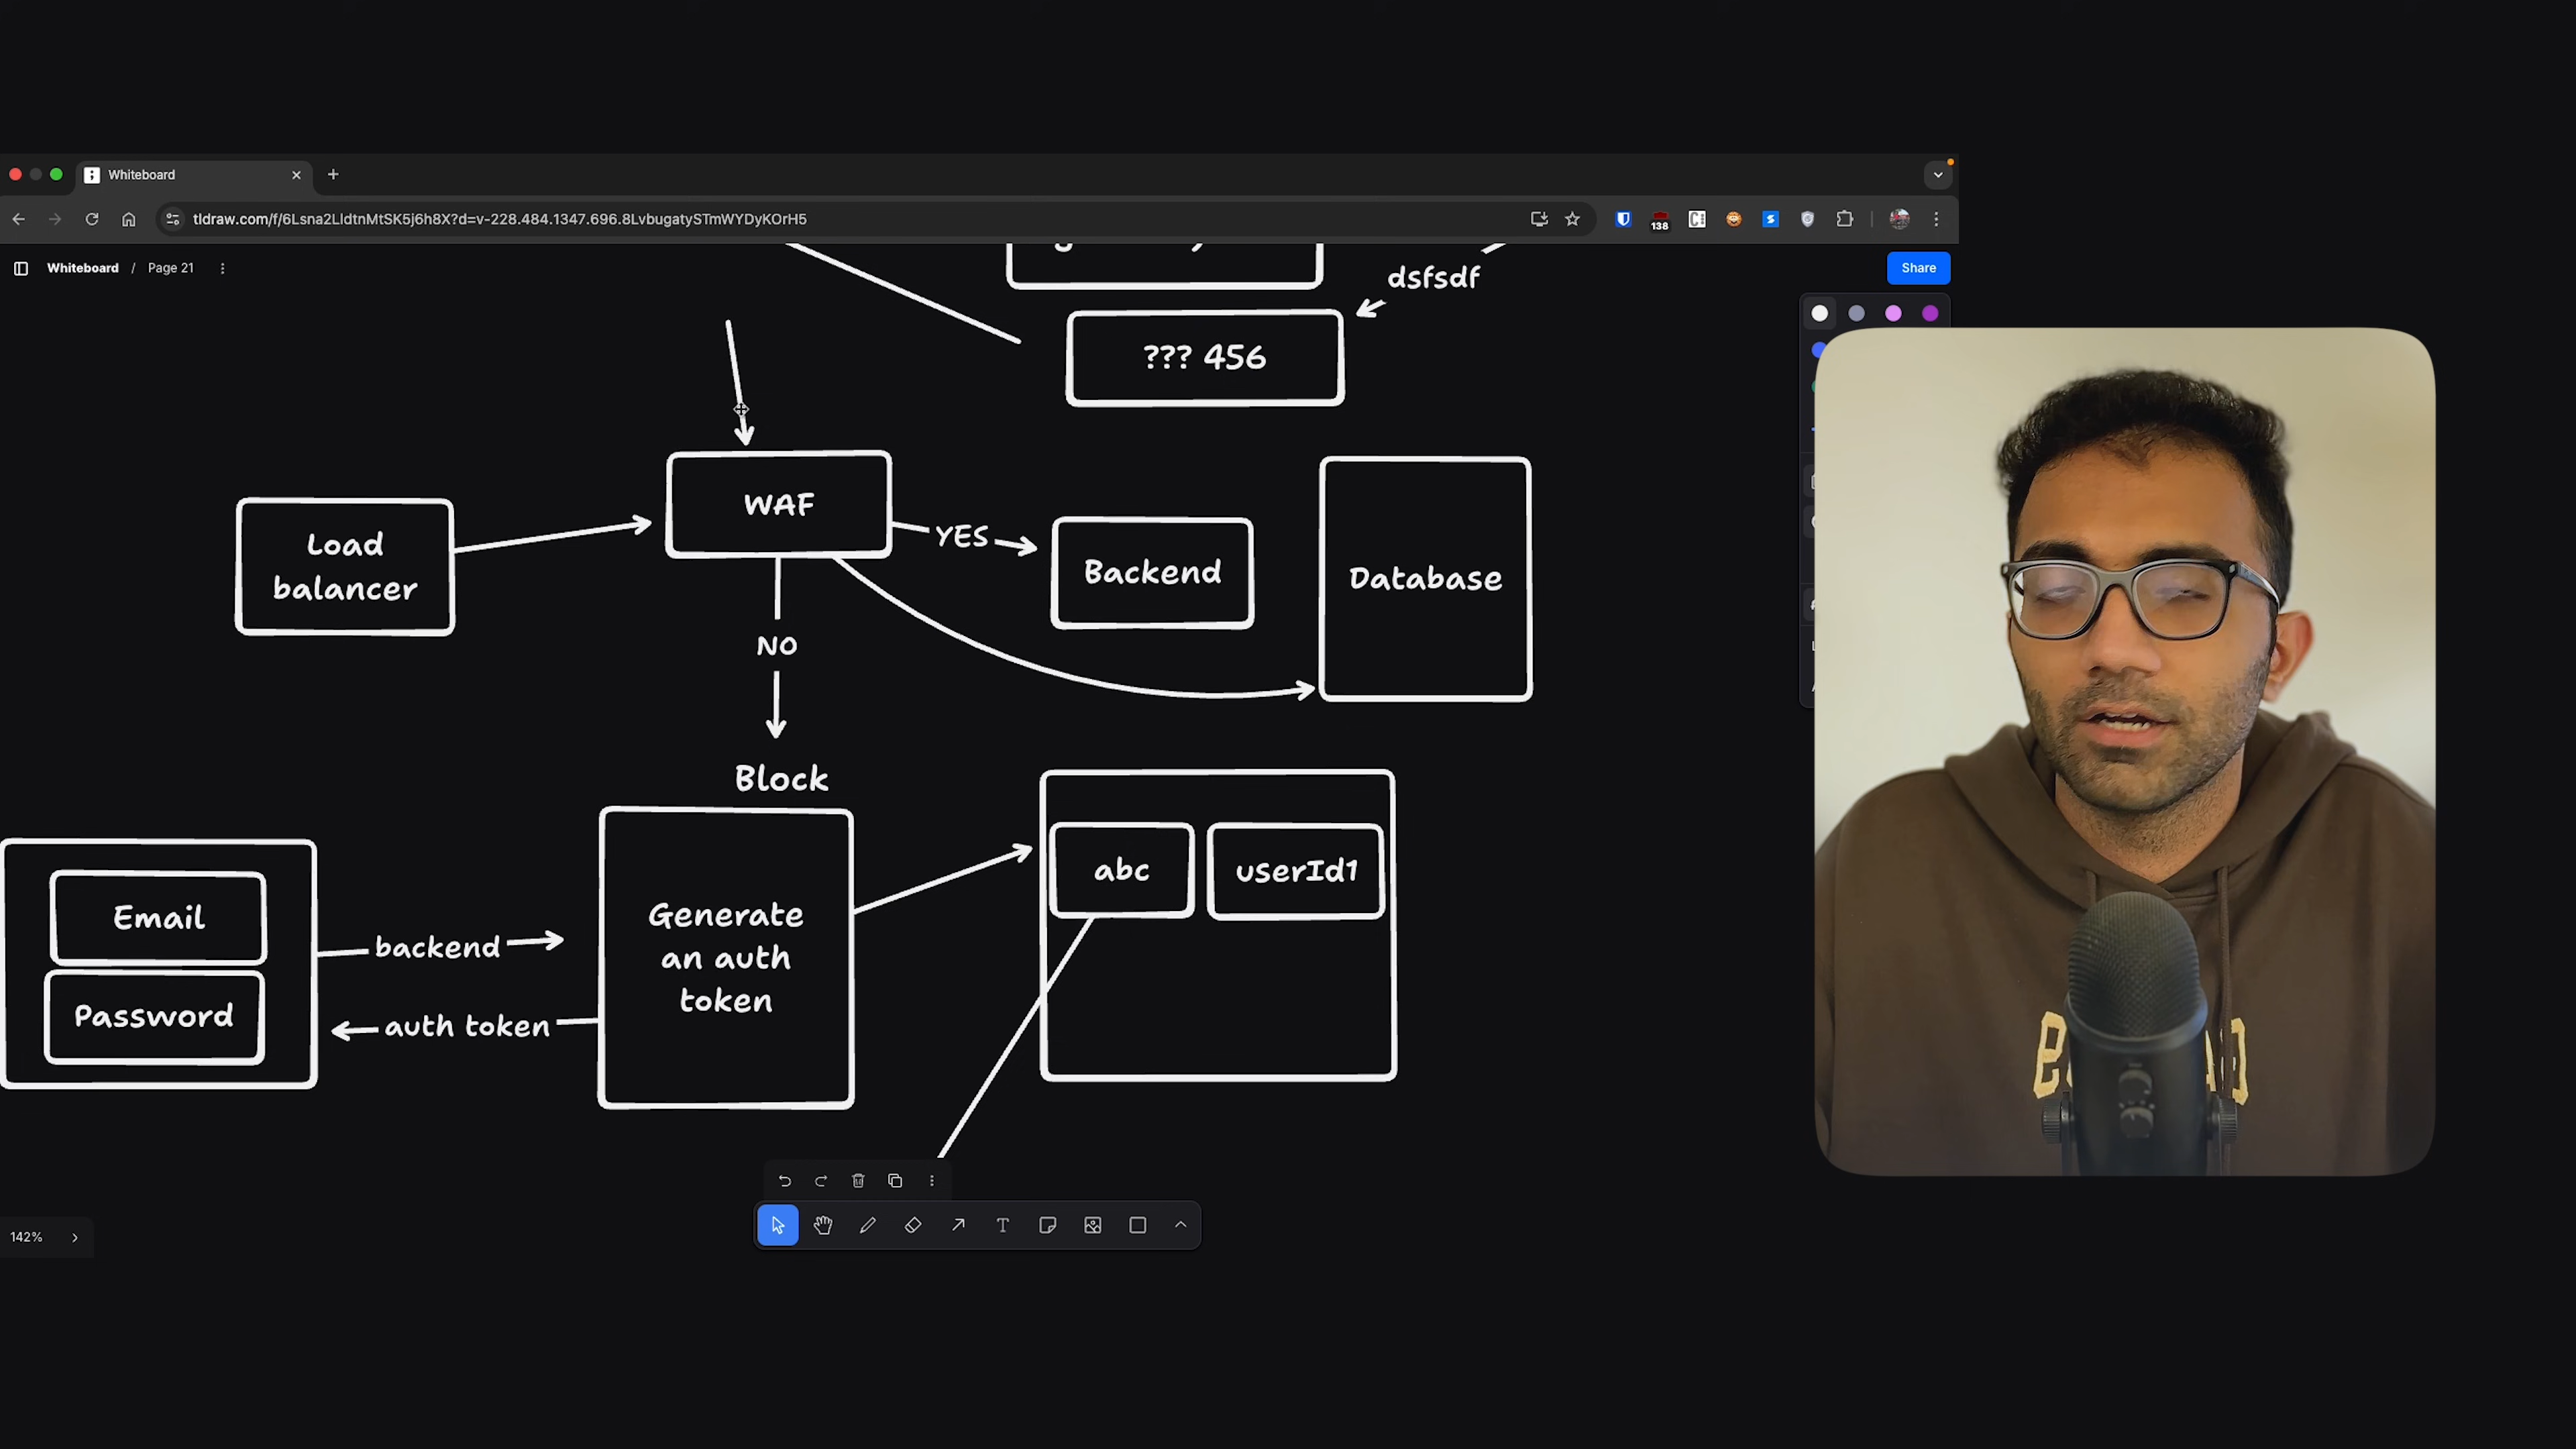 Whiteboard
tldraw.com/f/6Lsna2LldtnMtSK5j6h8X?d=v-228.484.1347.696.8LvbugatySTmWYDyKOrH5
138
Whiteboard / Page 21
Share
dsfsdf
??? 456
WAF
Load
balancer
YES
Backend
Database
NO
Block
Email
Password
backend
auth token
Generate
an auth
token
abc
userId1
142%